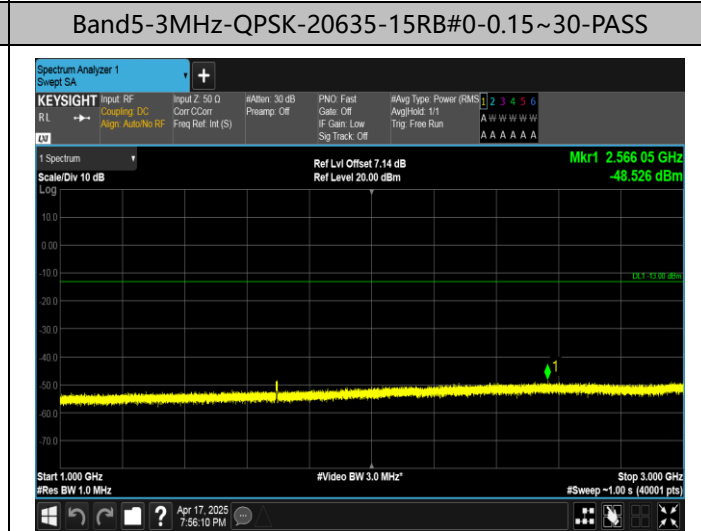 Band5-3MHz-QPSK-20635-15RB#0-0.15~30-PASS
Spectrum Analyzer 1
Swept SA
+
KEYSIGHT
RL
LXI
Input: RF
Coupling: DC
Align: Auto/No RF
Input Z: 50 Ω
Corr CCorr
Freq Ref: Int (S)
#Atten: 30 dB
Preamp: Off
PNO: Fast
Gate: Off
IF Gain: Low
Sig Track: Off
#Avg Type: Power (RMS
Avg|Hold: 1/1
Trig: Free Run
1 2 3 4 5 6
A W W W W W
A A A A A A
1 Spectrum
Scale/Div 10 dB
Log
Ref Lvl Offset 7.14 dB
Ref Level 20.00 dBm
Mkr1 2.566 05 GHz
-48.526 dBm
10.0
0.00
-10.0
DL1 -13.00 dBm
-20.0
-30.0
-40.0
1
-50.0
-60.0
-70.0
Start 1.000 GHz
#Res BW 1.0 MHz
#Video BW 3.0 MHz*
Stop 3.000 GHz
#Sweep ~1.00 s (40001 pts)
?
Apr 17, 2025
7:56:10 PM